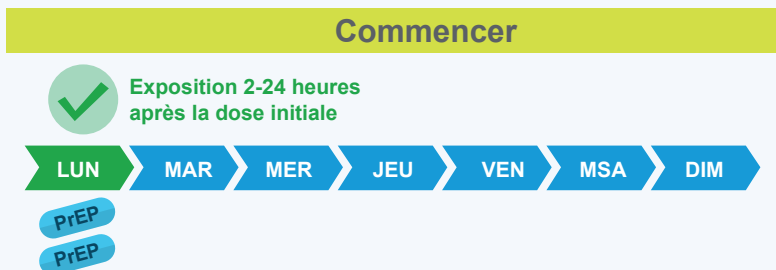 Commencer
Exposition 2-24 heures
après la dose initiale
LUN MAR MER JEU VEN MSA DIM
PrEP
PrEP